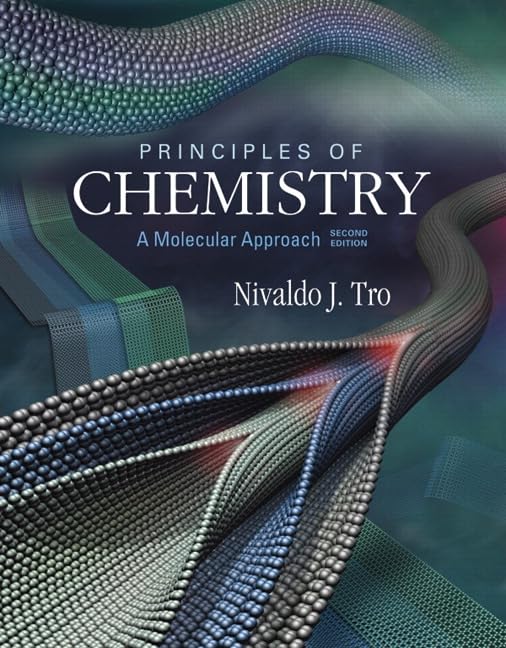 PRINCIPLES OF
CHEMISTRY
A Molecular Approach SECOND EDITION
Nivaldo J. Tro